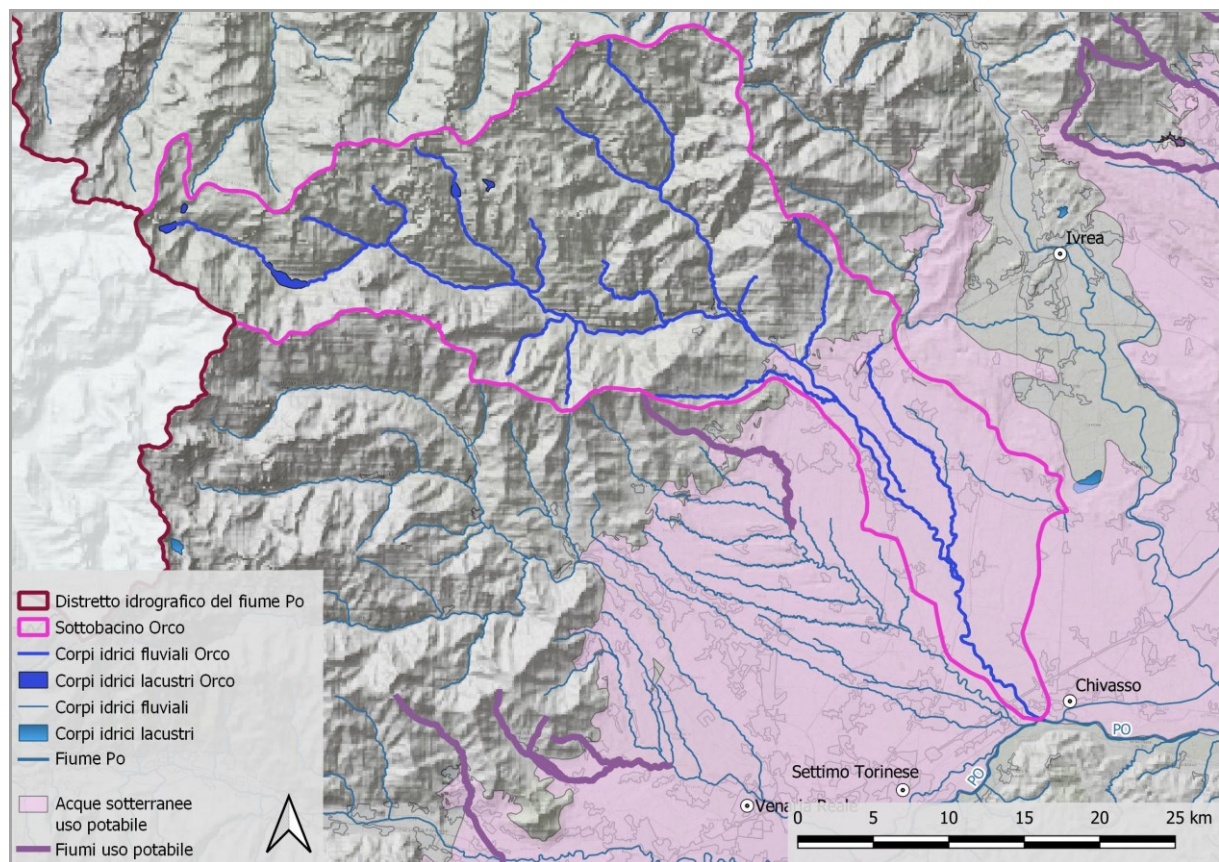 Ivrea
Chivasso
PO
PO
Settimo Torinese
Venaria Reale
Distretto idrografico del fiume Po
Sottobacino Orco
Corpi idrici fluviali Orco
Corpi idrici lacustri Orco
Corpi idrici fluviali
Corpi idrici lacustri
Fiume Po
Acque sotterranee
uso potabile
Fiumi uso potabile
0 5 10 15 20 25 km